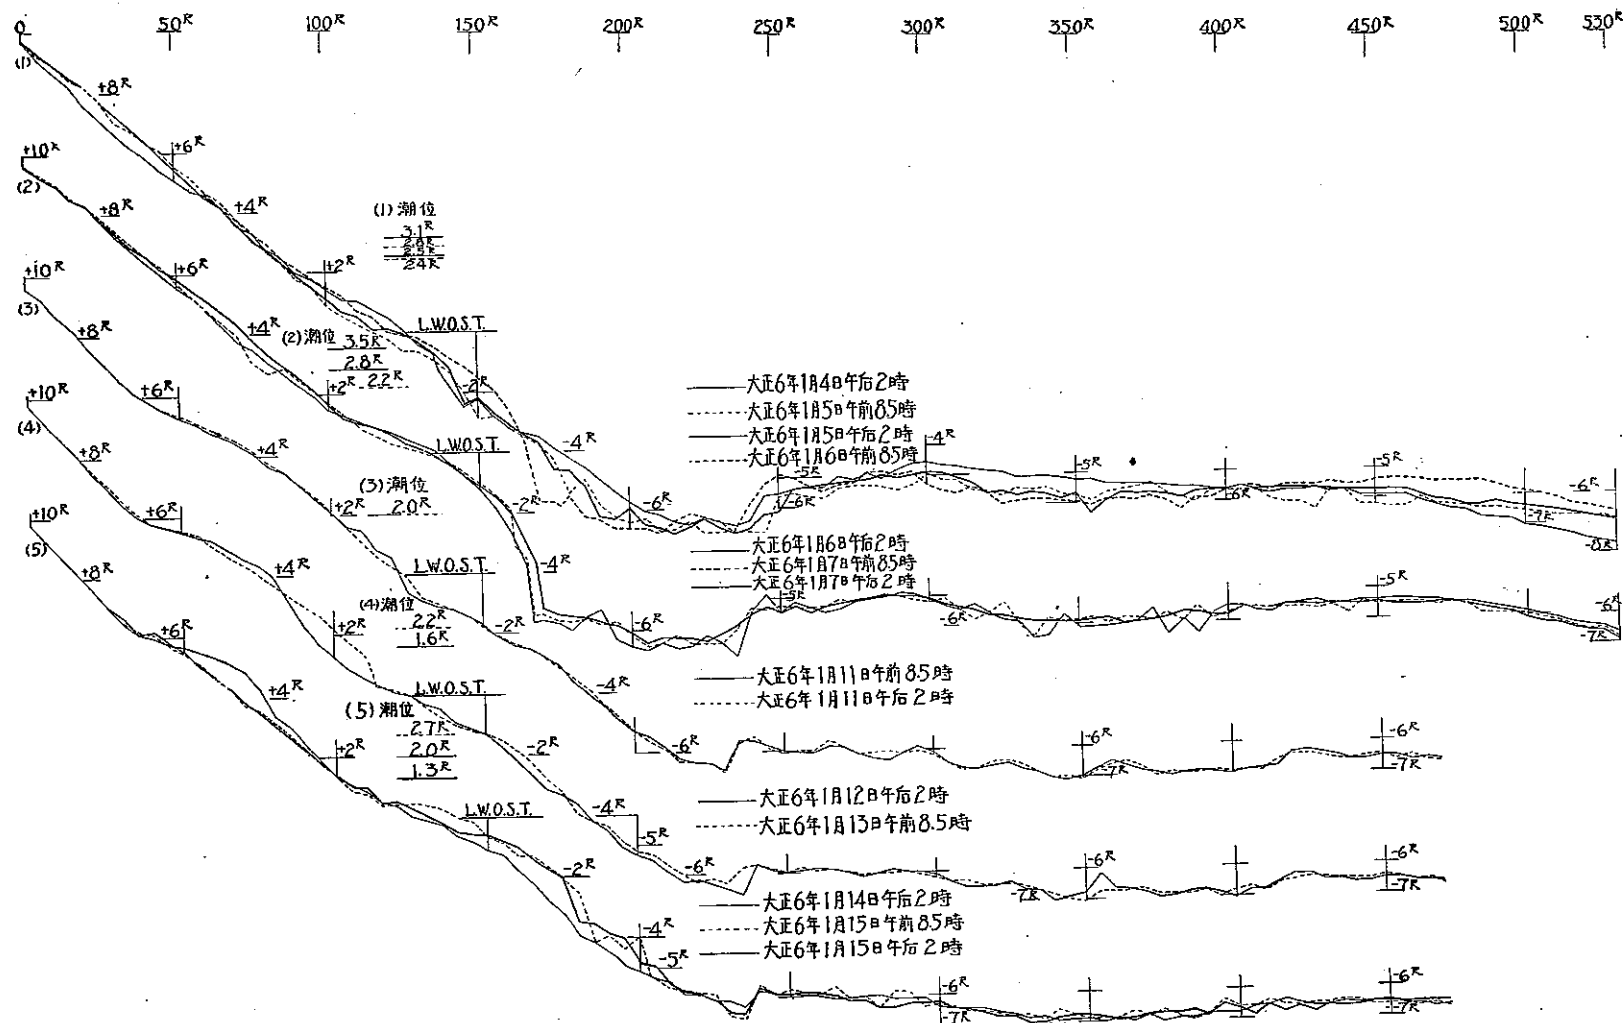 0 50ᴿ 100ᴿ 150ᴿ 200ᴿ 250ᴿ 300ᴿ 350ᴿ 400ᴿ 450ᴿ 500ᴿ 530ᴿ
(1)
+8ᴿ
+6ᴿ
+4ᴿ
+2ᴿ
L.W.O.S.T.
-2ᴿ
-4ᴿ
-6ᴿ
-5ᴿ
-6ᴿ
-4ᴿ
-5ᴿ
-6ᴿ
-5ᴿ
-7ᴿ
-6ᴿ
-8ᴿ
(1)潮位
3.1ᴿ
2.8ᴿ
2.5ᴿ
2.4ᴿ
大正6年1月4日午后2時
大正6年1月5日午前8.5時
大正6年1月5日午后2時
大正6年1月6日午前8.5時
+10ᴿ
(2)
+8ᴿ
+6ᴿ
+4ᴿ
+2ᴿ
L.W.O.S.T.
-2ᴿ
-4ᴿ
-6ᴿ
-5ᴿ
-6ᴿ
-5ᴿ
-6ᴿ
-7ᴿ
(2)潮位
3.5ᴿ
2.8ᴿ
2.2ᴿ
大正6年1月6日午后2時
大正6年1月7日午前8.5時
大正6年1月7日午后2時
+10ᴿ
(3)
+8ᴿ
+6ᴿ
+4ᴿ
+2ᴿ
L.W.O.S.T.
-2ᴿ
-4ᴿ
-6ᴿ
-6ᴿ
-7ᴿ
-6ᴿ
-7ᴿ
(3)潮位
2.0ᴿ
大正6年1月11日午前8.5時
大正6年1月11日午后2時
+10ᴿ
(4)
+8ᴿ
+6ᴿ
+4ᴿ
+2ᴿ
L.W.O.S.T.
-2ᴿ
-4ᴿ
-5ᴿ
-6ᴿ
-7ᴿ
-6ᴿ
-6ᴿ
-7ᴿ
(4)潮位
2.2ᴿ
1.6ᴿ
大正6年1月12日午后2時
大正6年1月13日午前8.5時
+10ᴿ
(5)
+8ᴿ
+6ᴿ
+4ᴿ
+2ᴿ
L.W.O.S.T.
-2ᴿ
-4ᴿ
-5ᴿ
-6ᴿ
-7ᴿ
-6ᴿ
-7ᴿ
(5)潮位
2.7ᴿ
2.0ᴿ
1.3ᴿ
大正6年1月14日午后2時
大正6年1月15日午前8.5時
大正6年1月15日午后2時